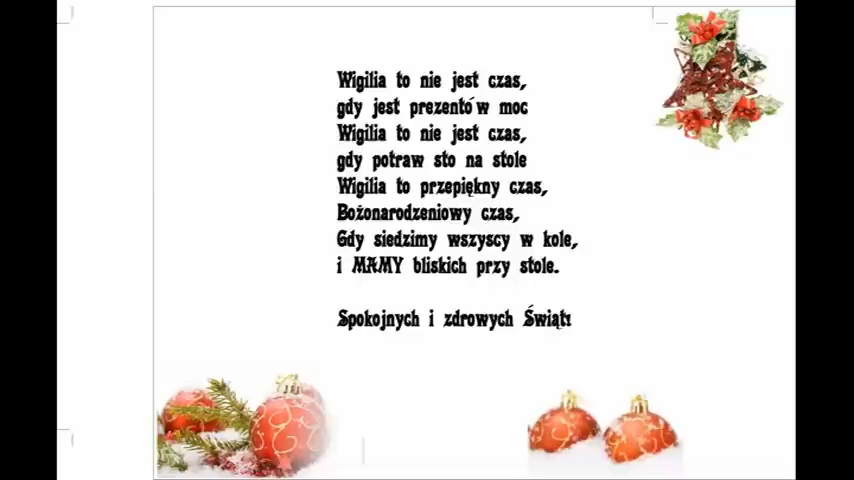 Wigilia to nie jest czas,
gdy jest prezentów moc
Wigilia to nie jest czas,
gdy potraw sto na stole
Wigilia to przepiękny czas,
Bożonarodzeniowy czas,
Gdy siedzimy wszyscy w kole,
i MAMY bliskich przy stole.
Spokojnych i zdrowych Świąt!